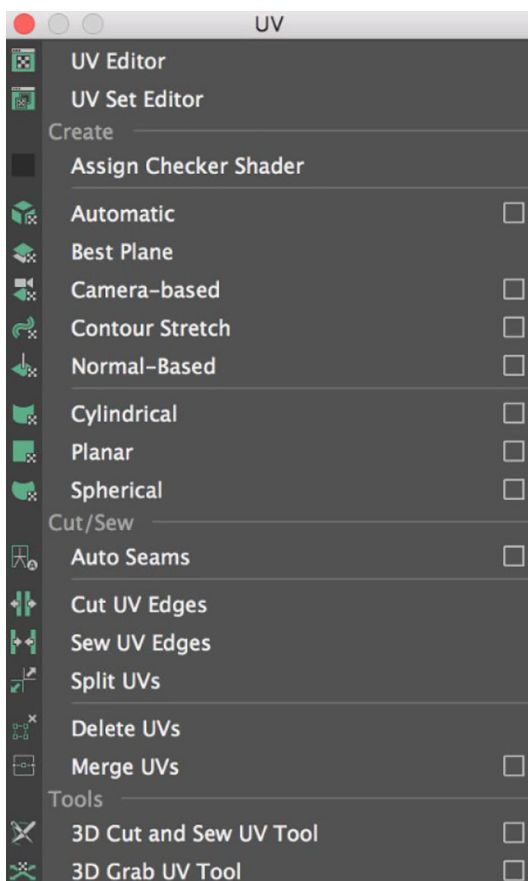 UV
UV Editor
UV Set Editor
Create
Assign Checker Shader
Automatic
Best Plane
Camera-based
Contour Stretch
Normal-Based
Cylindrical
Planar
Spherical
Cut/Sew
Auto Seams
Cut UV Edges
Sew UV Edges
Split UVs
Delete UVs
Merge UVs
Tools
3D Cut and Sew UV Tool
3D Grab UV Tool